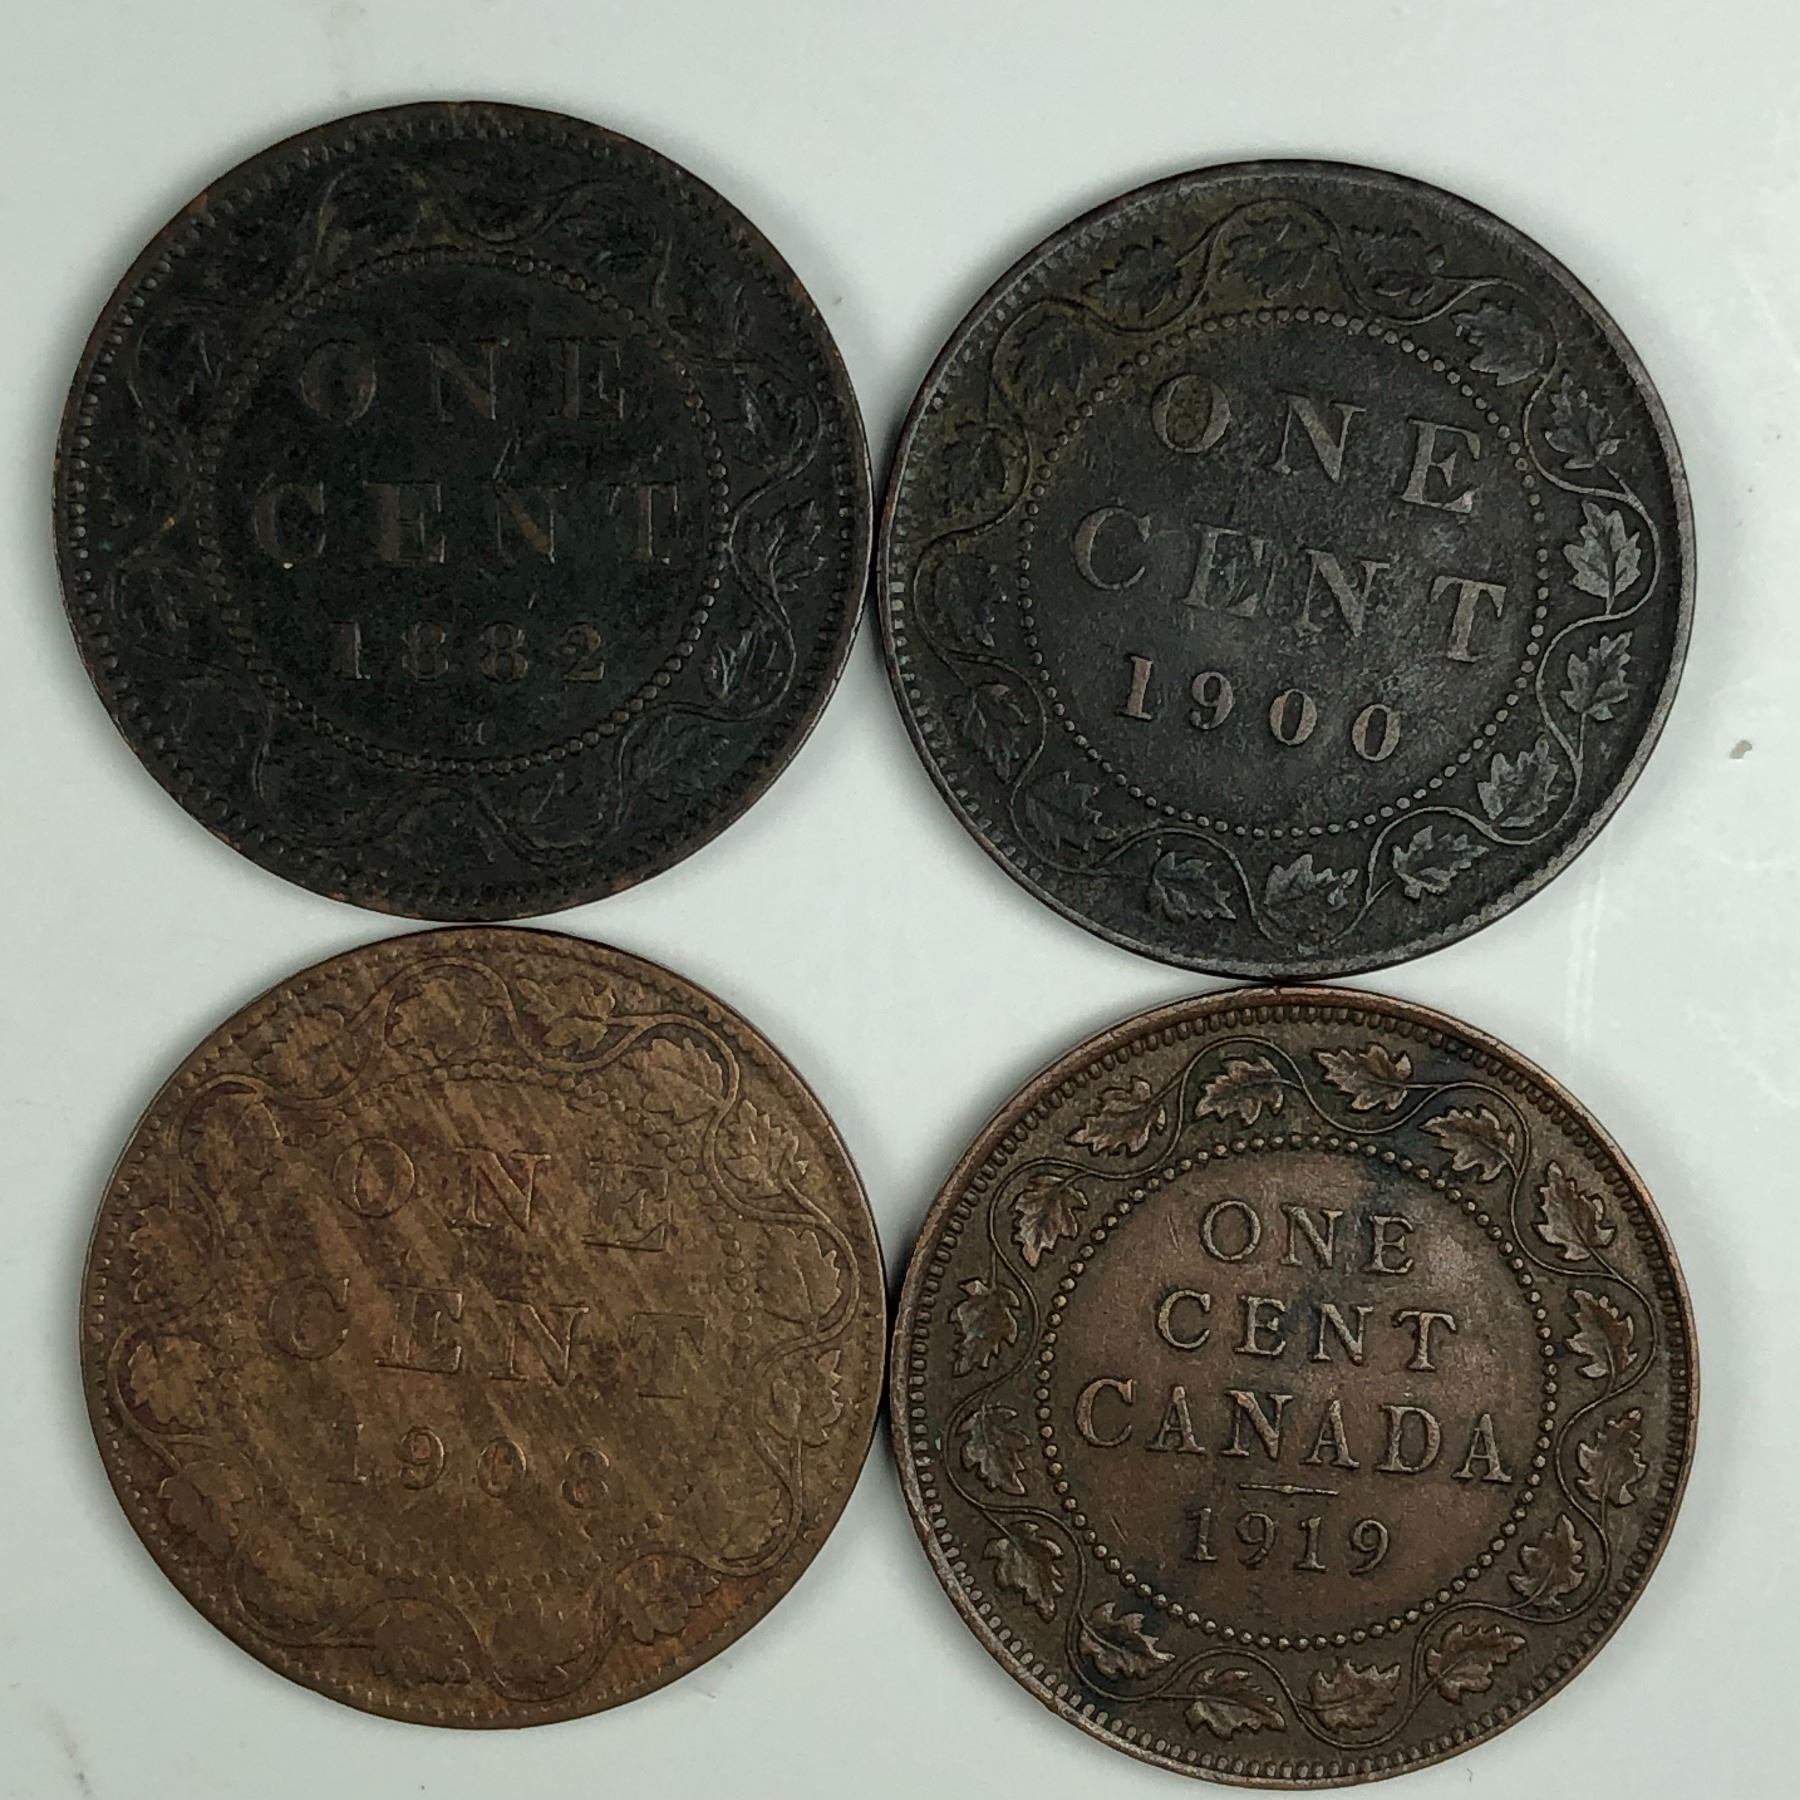 ONE
CENT
1882
H
ONE
CENT
1900
ONE
CENT
1908
ONE
CENT
CANADA
1919